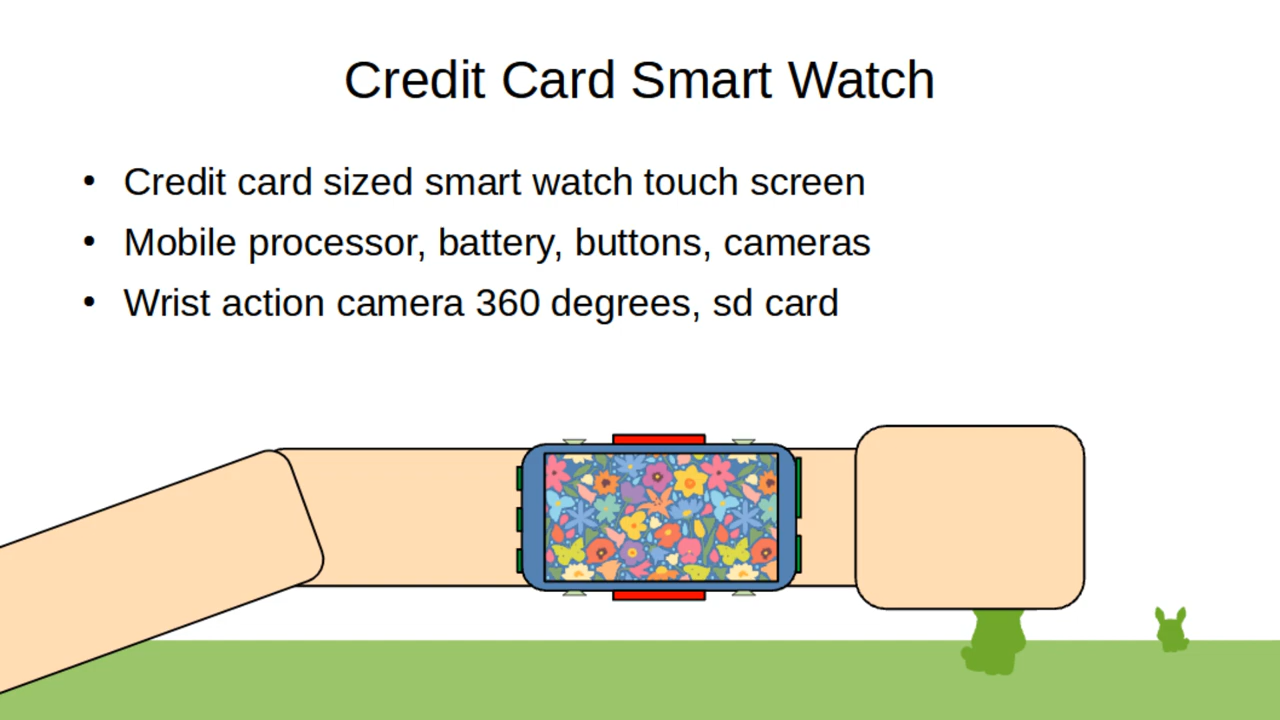 Credit Card Smart Watch
• Credit card sized smart watch touch screen
• Mobile processor, battery, buttons, cameras
• Wrist action camera 360 degrees, sd card